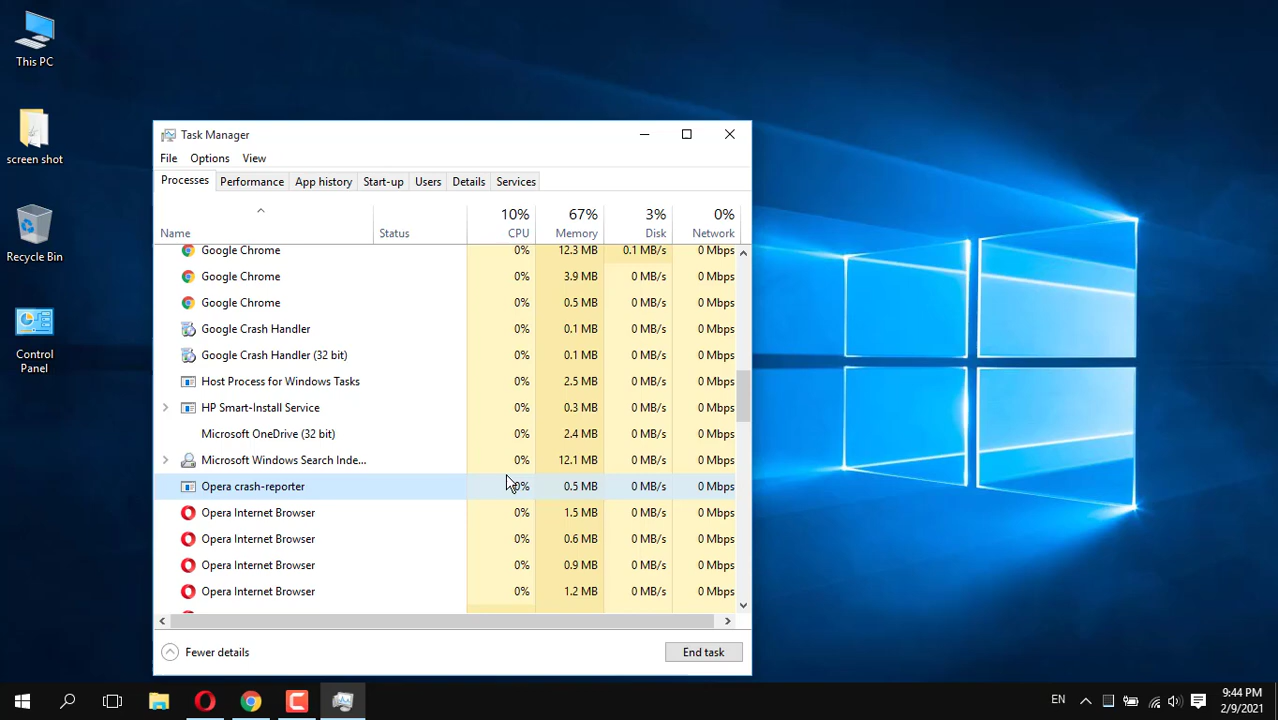 This PC
screen shot
Recycle Bin
Control
Panel
Task Manager
File Options View
Processes Performance App history Start-up Users Details Services
10% 67% 3% 0%
Name Status CPU Memory Disk Network
Google Chrome 0% 12.3 MB 0.1 MB/s 0 Mbps
Google Chrome 0% 3.9 MB 0 MB/s 0 Mbps
Google Chrome 0% 0.5 MB 0 MB/s 0 Mbps
Google Crash Handler 0% 0.1 MB 0 MB/s 0 Mbps
Google Crash Handler (32 bit) 0% 0.1 MB 0 MB/s 0 Mbps
Host Process for Windows Tasks 0% 2.5 MB 0 MB/s 0 Mbps
HP Smart-Install Service 0% 0.3 MB 0 MB/s 0 Mbps
Microsoft OneDrive (32 bit) 0% 2.4 MB 0 MB/s 0 Mbps
Microsoft Windows Search Inde... 0% 12.1 MB 0 MB/s 0 Mbps
Opera crash-reporter 0% 0.5 MB 0 MB/s 0 Mbps
Opera Internet Browser 0% 1.5 MB 0 MB/s 0 Mbps
Opera Internet Browser 0% 0.6 MB 0 MB/s 0 Mbps
Opera Internet Browser 0% 0.9 MB 0 MB/s 0 Mbps
Opera Internet Browser 0% 1.2 MB 0 MB/s 0 Mbps
Fewer details End task
EN
9:44 PM
2/9/2021